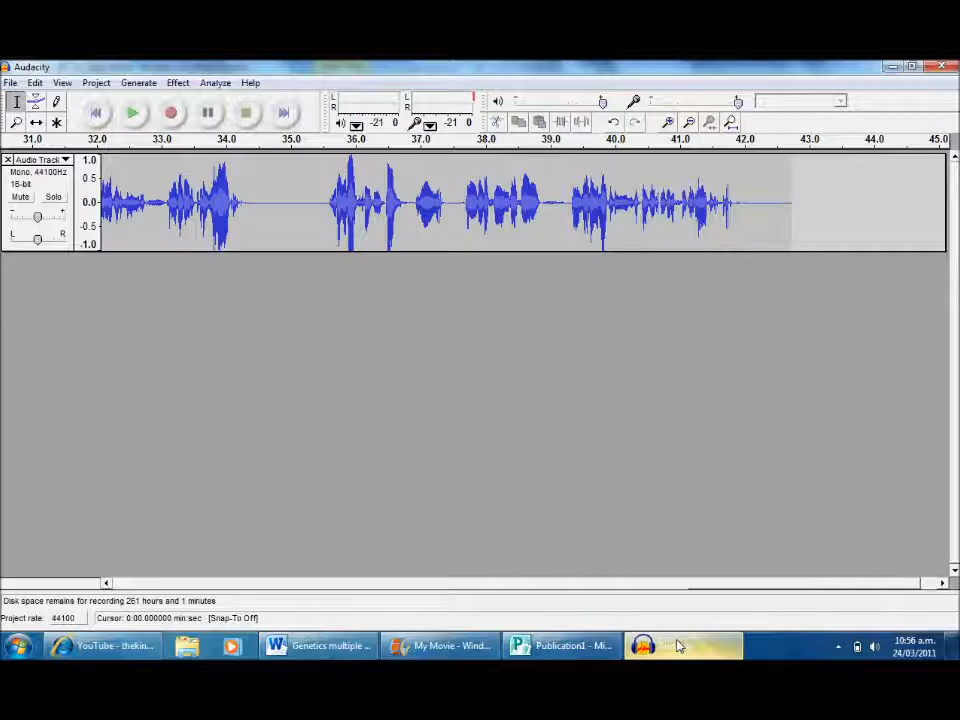 Audacity
File Edit View Project Generate Effect Analyze Help
L
R
L
R
-21 0
-21 0
31.0 32.0 33.0 34.0 35.0 36.0 37.0 38.0 39.0 40.0 41.0 42.0 43.0 44.0 45.0
Audio Track
Mono, 44100Hz
16-bit
Mute Solo
- +
L R
1.0
0.5
0.0
-0.5
-1.0
Disk space remains for recording 261 hours and 1 minutes
Project rate: 44100 Cursor: 0:00.000000 min:sec [Snap-To Off]
YouTube - thekin... Genetics multiple ... My Movie - Wind... Publication1 - Mi...
10:56 a.m.
24/03/2011